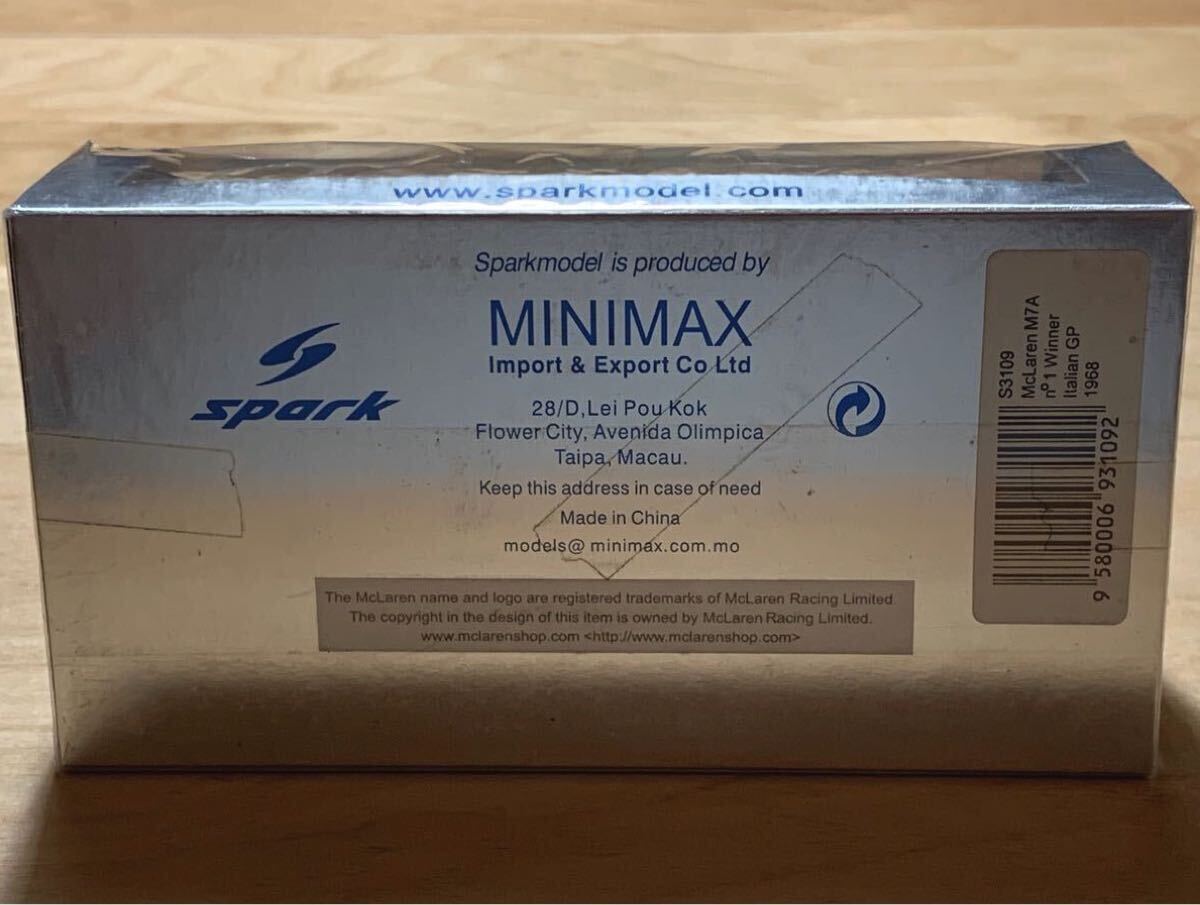 www.sparkmodel.com
Sparkmodel is produced by
MINIMAX
Import & Export Co Ltd
spark
28/D,Lei Pou Kok
Flower City, Avenida Olimpica
Taipa, Macau.
Keep this address in case of need
Made in China
models@ minimax.com.mo
The McLaren name and logo are registered trademarks of McLaren Racing Limited
The copyright in the design of this item is owned by McLaren Racing Limited.
www.mclarenshop.com <http://www.mclarenshop.com>
S3109
McLaren M7A
nº 1 Winner
Italian GP
1968
9 580006 931092